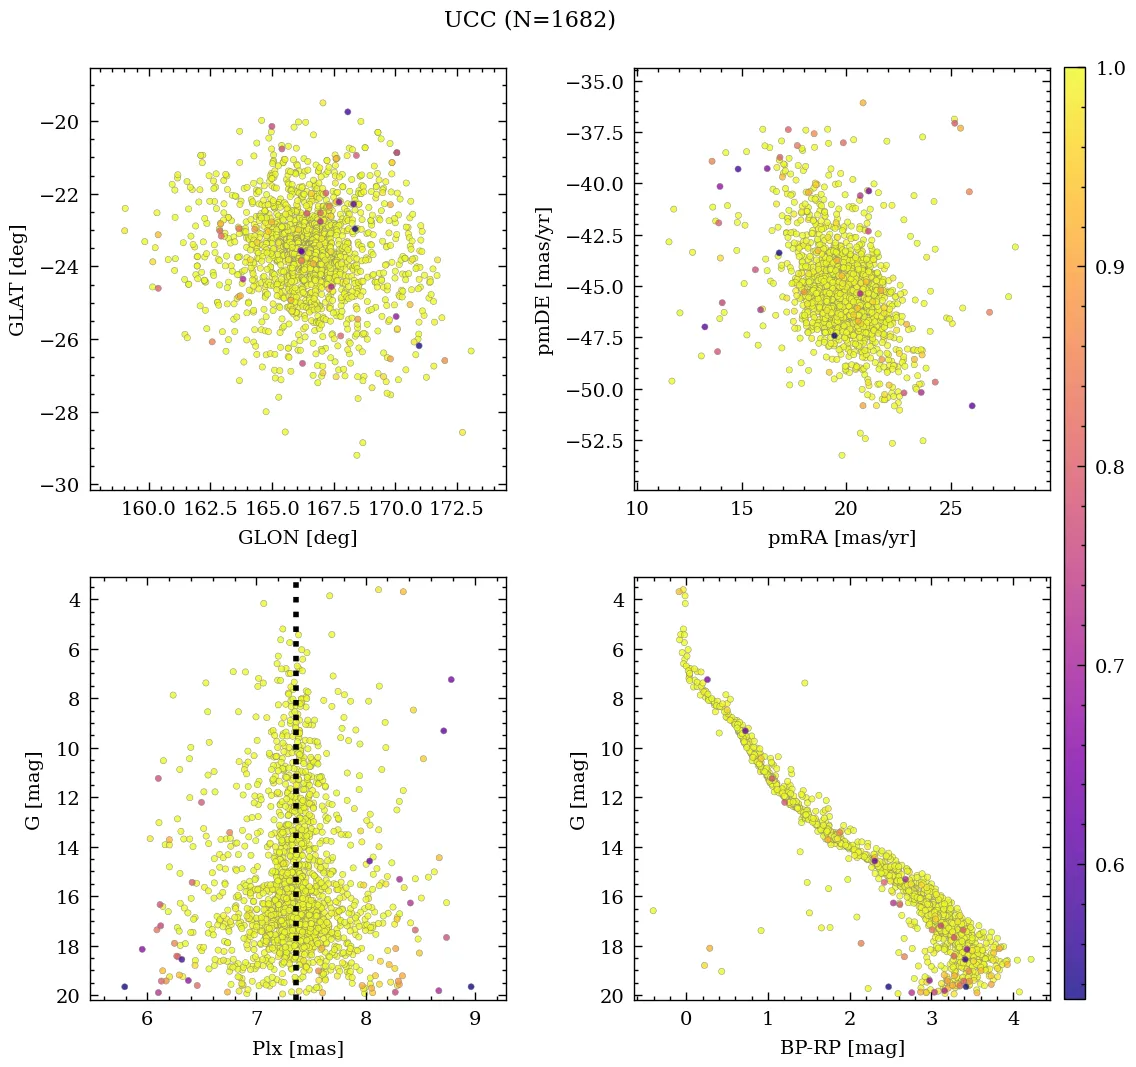 UCC (N=1682)
−20
−22
−24
−26
−28
−30
GLAT [deg]
160.0 162.5 165.0 167.5 170.0 172.5
GLON [deg]
−35.0
−37.5
−40.0
−42.5
−45.0
−47.5
−50.0
−52.5
pmDE [mas/yr]
10 15 20 25
pmRA [mas/yr]
1.0
0.9
0.8
0.7
0.6
4
6
8
10
12
14
16
18
20
G [mag]
6 7 8 9
Plx [mas]
4
6
8
10
12
14
16
18
20
G [mag]
0 1 2 3 4
BP-RP [mag]